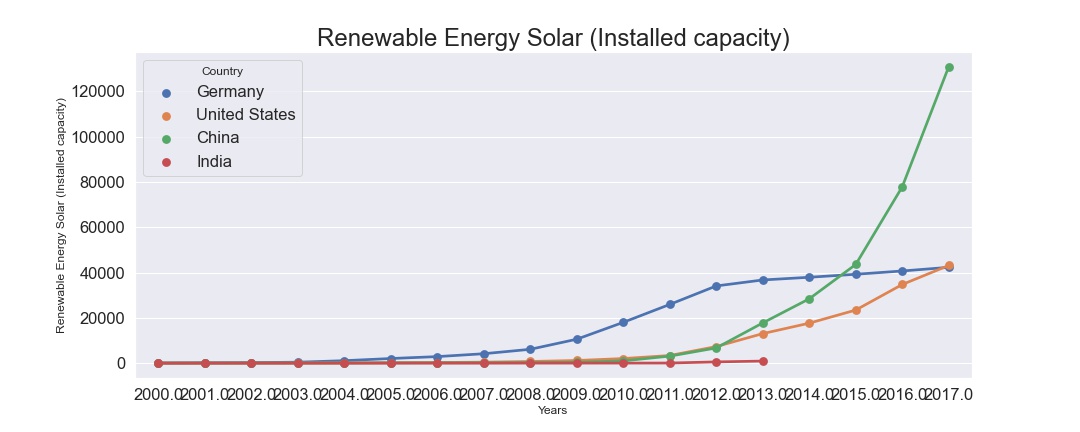 Renewable Energy Solar (Installed capacity)
Renewable Energy Solar (Installed capacity)
Country
Germany
United States
China
India
120000
100000
80000
60000
40000
20000
0
2000.0 2001.0 2002.0 2003.0 2004.0 2005.0 2006.0 2007.0 2008.0 2009.0 2010.0 2011.0 2012.0 2013.0 2014.0 2015.0 2016.0 2017.0
Years